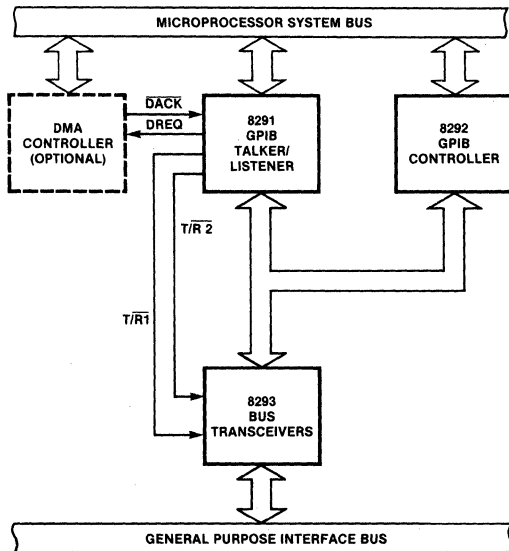 MICROPROCESSOR SYSTEM BUS
DMA
CONTROLLER
(OPTIONAL)
DACK
DREQ
8291
GPIB
TALKER/
LISTENER
8292
GPIB
CONTROLLER
T/R 2
T/R1
8293
BUS
TRANSCEIVERS
GENERAL PURPOSE INTERFACE BUS